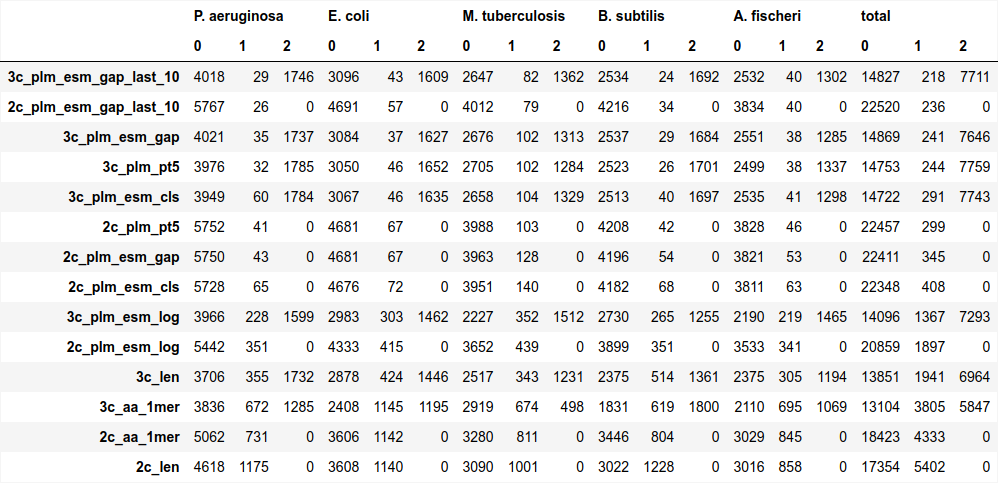 P. aeruginosa E. coli M. tuberculosis B. subtilis A. fischeri total
0 1 2 0 1 2 0 1 2 0 1 2 0 1 2 0 1 2
3c_plm_esm_gap_last_10 4018 29 1746 3096 43 1609 2647 82 1362 2534 24 1692 2532 40 1302 14827 218 7711
2c_plm_esm_gap_last_10 5767 26 0 4691 57 0 4012 79 0 4216 34 0 3834 40 0 22520 236 0
3c_plm_esm_gap 4021 35 1737 3084 37 1627 2676 102 1313 2537 29 1684 2551 38 1285 14869 241 7646
3c_plm_pt5 3976 32 1785 3050 46 1652 2705 102 1284 2523 26 1701 2499 38 1337 14753 244 7759
3c_plm_esm_cls 3949 60 1784 3067 46 1635 2658 104 1329 2513 40 1697 2535 41 1298 14722 291 7743
2c_plm_pt5 5752 41 0 4681 67 0 3988 103 0 4208 42 0 3828 46 0 22457 299 0
2c_plm_esm_gap 5750 43 0 4681 67 0 3963 128 0 4196 54 0 3821 53 0 22411 345 0
2c_plm_esm_cls 5728 65 0 4676 72 0 3951 140 0 4182 68 0 3811 63 0 22348 408 0
3c_plm_esm_log 3966 228 1599 2983 303 1462 2227 352 1512 2730 265 1255 2190 219 1465 14096 1367 7293
2c_plm_esm_log 5442 351 0 4333 415 0 3652 439 0 3899 351 0 3533 341 0 20859 1897 0
3c_len 3706 355 1732 2878 424 1446 2517 343 1231 2375 514 1361 2375 305 1194 13851 1941 6964
3c_aa_1mer 3836 672 1285 2408 1145 1195 2919 674 498 1831 619 1800 2110 695 1069 13104 3805 5847
2c_aa_1mer 5062 731 0 3606 1142 0 3280 811 0 3446 804 0 3029 845 0 18423 4333 0
2c_len 4618 1175 0 3608 1140 0 3090 1001 0 3022 1228 0 3016 858 0 17354 5402 0